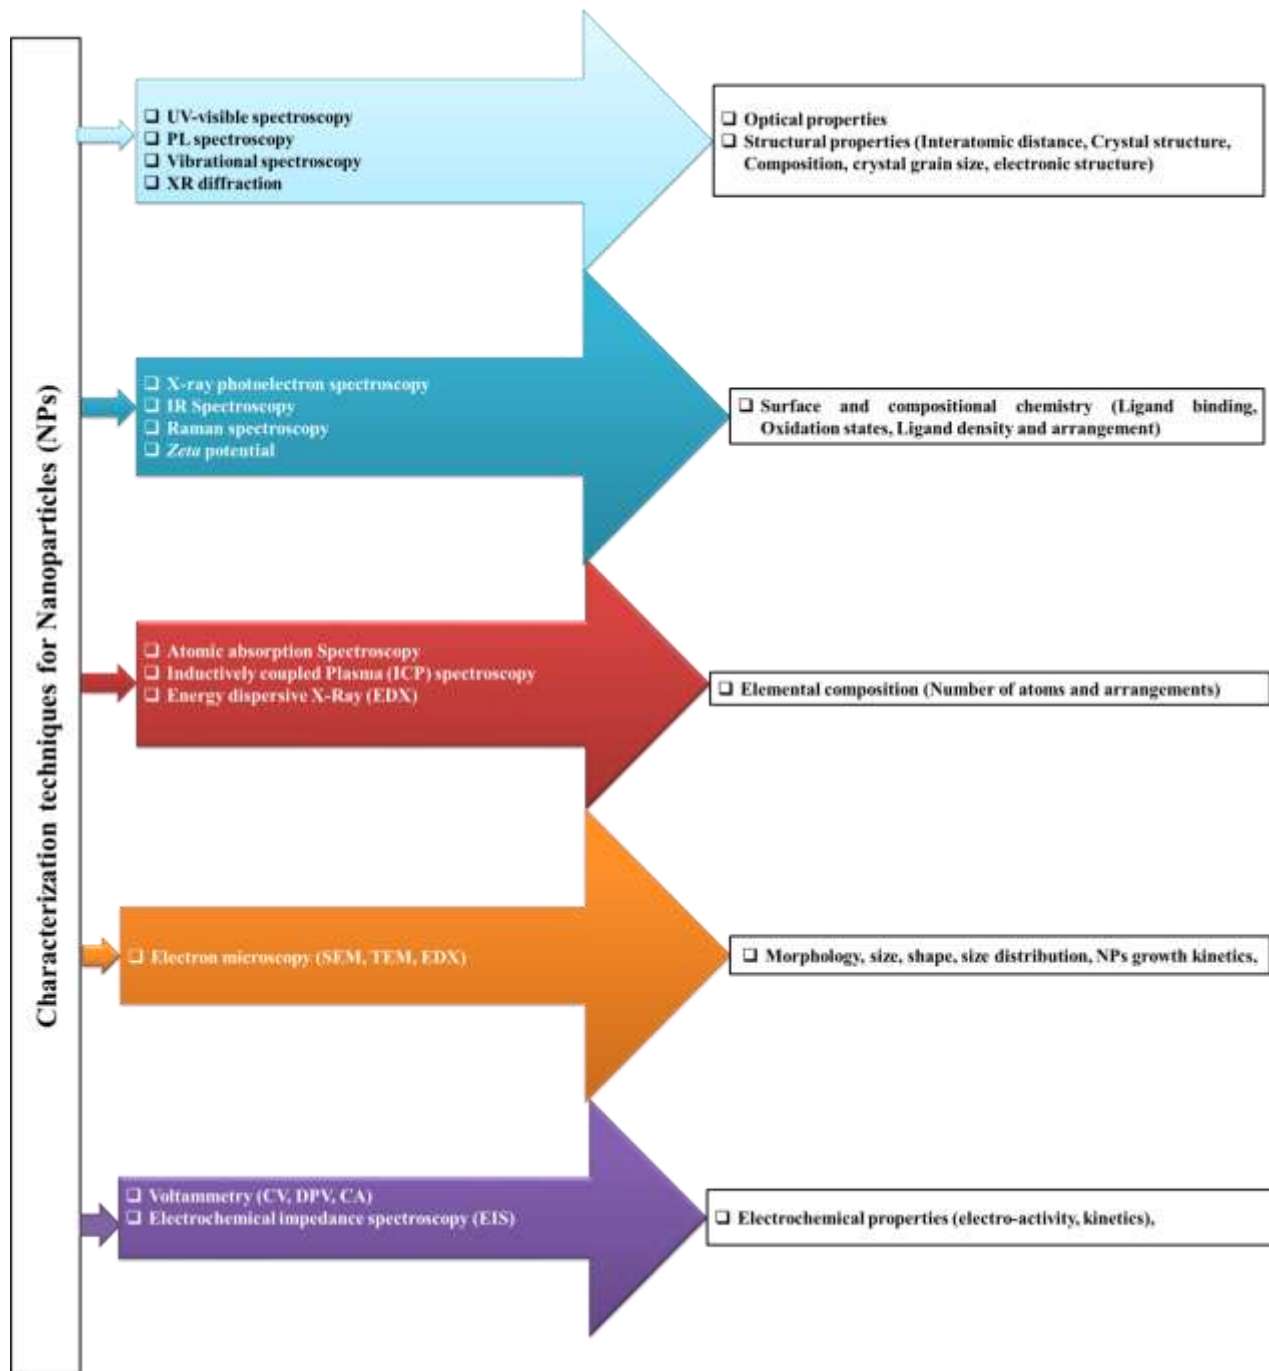 Characterization techniques for Nanoparticles (NPs)
❑ UV-visible spectroscopy
❑ PL spectroscopy
❑ Vibrational spectroscopy
❑ XR diffraction
❑ Optical properties
❑ Structural properties (Interatomic distance, Crystal structure,
Composition, crystal grain size, electronic structure)
❑ X-ray photoelectron spectroscopy
❑ IR Spectroscopy
❑ Raman spectroscopy
❑ Zeta potential
❑ Surface and compositional chemistry (Ligand binding,
Oxidation states, Ligand density and arrangement)
❑ Atomic absorption Spectroscopy
❑ Inductively coupled Plasma (ICP) spectroscopy
❑ Energy dispersive X-Ray (EDX)
❑ Elemental composition (Number of atoms and arrangements)
❑ Electron microscopy (SEM, TEM, EDX)
❑ Morphology, size, shape, size distribution, NPs growth kinetics,
❑ Voltammetry (CV, DPV, CA)
❑ Electrochemical impedance spectroscopy (EIS)
❑ Electrochemical properties (electro-activity, kinetics),